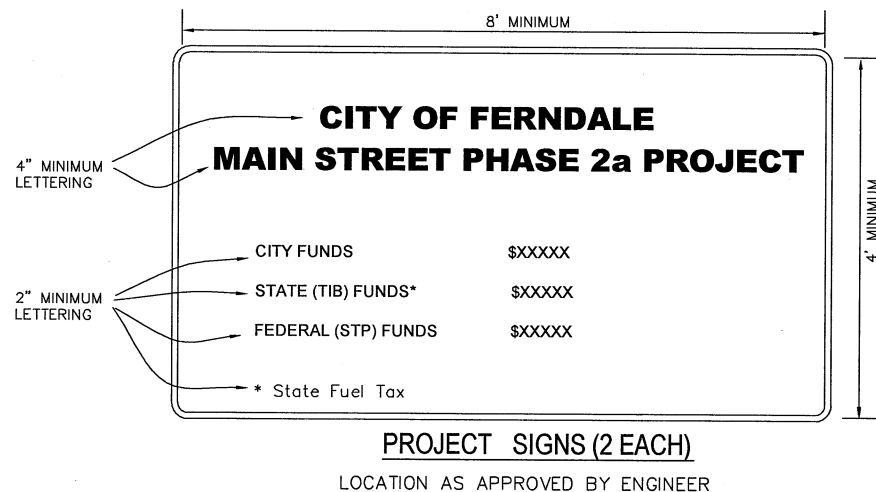 8' MINIMUM
CITY OF FERNDALE
MAIN STREET PHASE 2a PROJECT
4" MINIMUM
LETTERING
4' MINIMUM
CITY FUNDS $XXXXX
STATE (TIB) FUNDS* $XXXXX
FEDERAL (STP) FUNDS $XXXXX
2" MINIMUM
LETTERING
* State Fuel Tax
PROJECT SIGNS (2 EACH)
LOCATION AS APPROVED BY ENGINEER